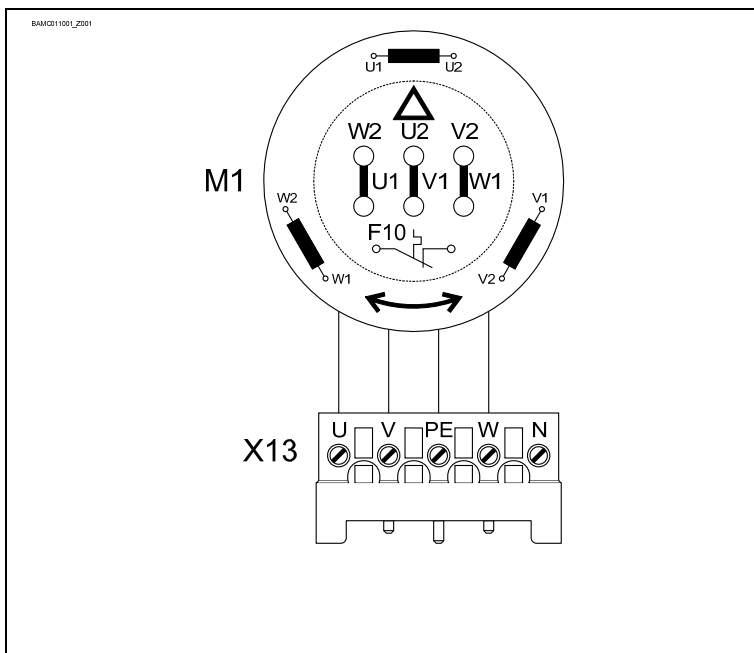 BAMC011001_Z001
U1 U2
W2 U2 V2
M1
U1 V1 W1
W2 V1
F10
W1 V2
X13
U V PE W N